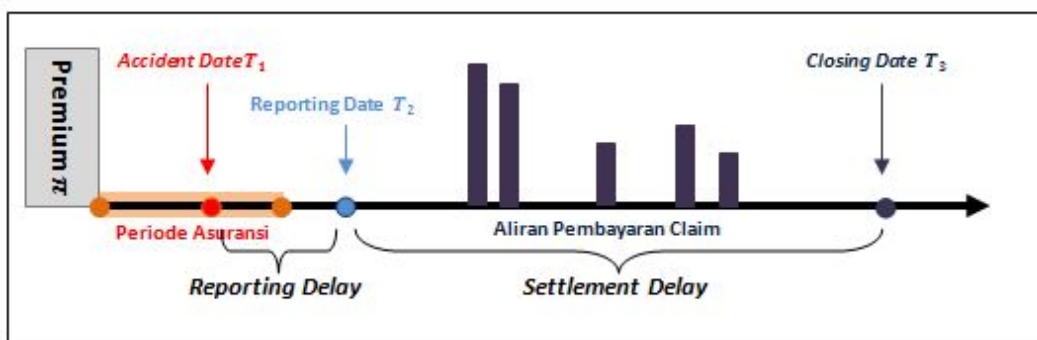 Premium π
Accident Date T₁
Reporting Date T₂
Closing Date T₃
Periode Asuransi
Aliran Pembayaran Claim
Reporting Delay
Settlement Delay